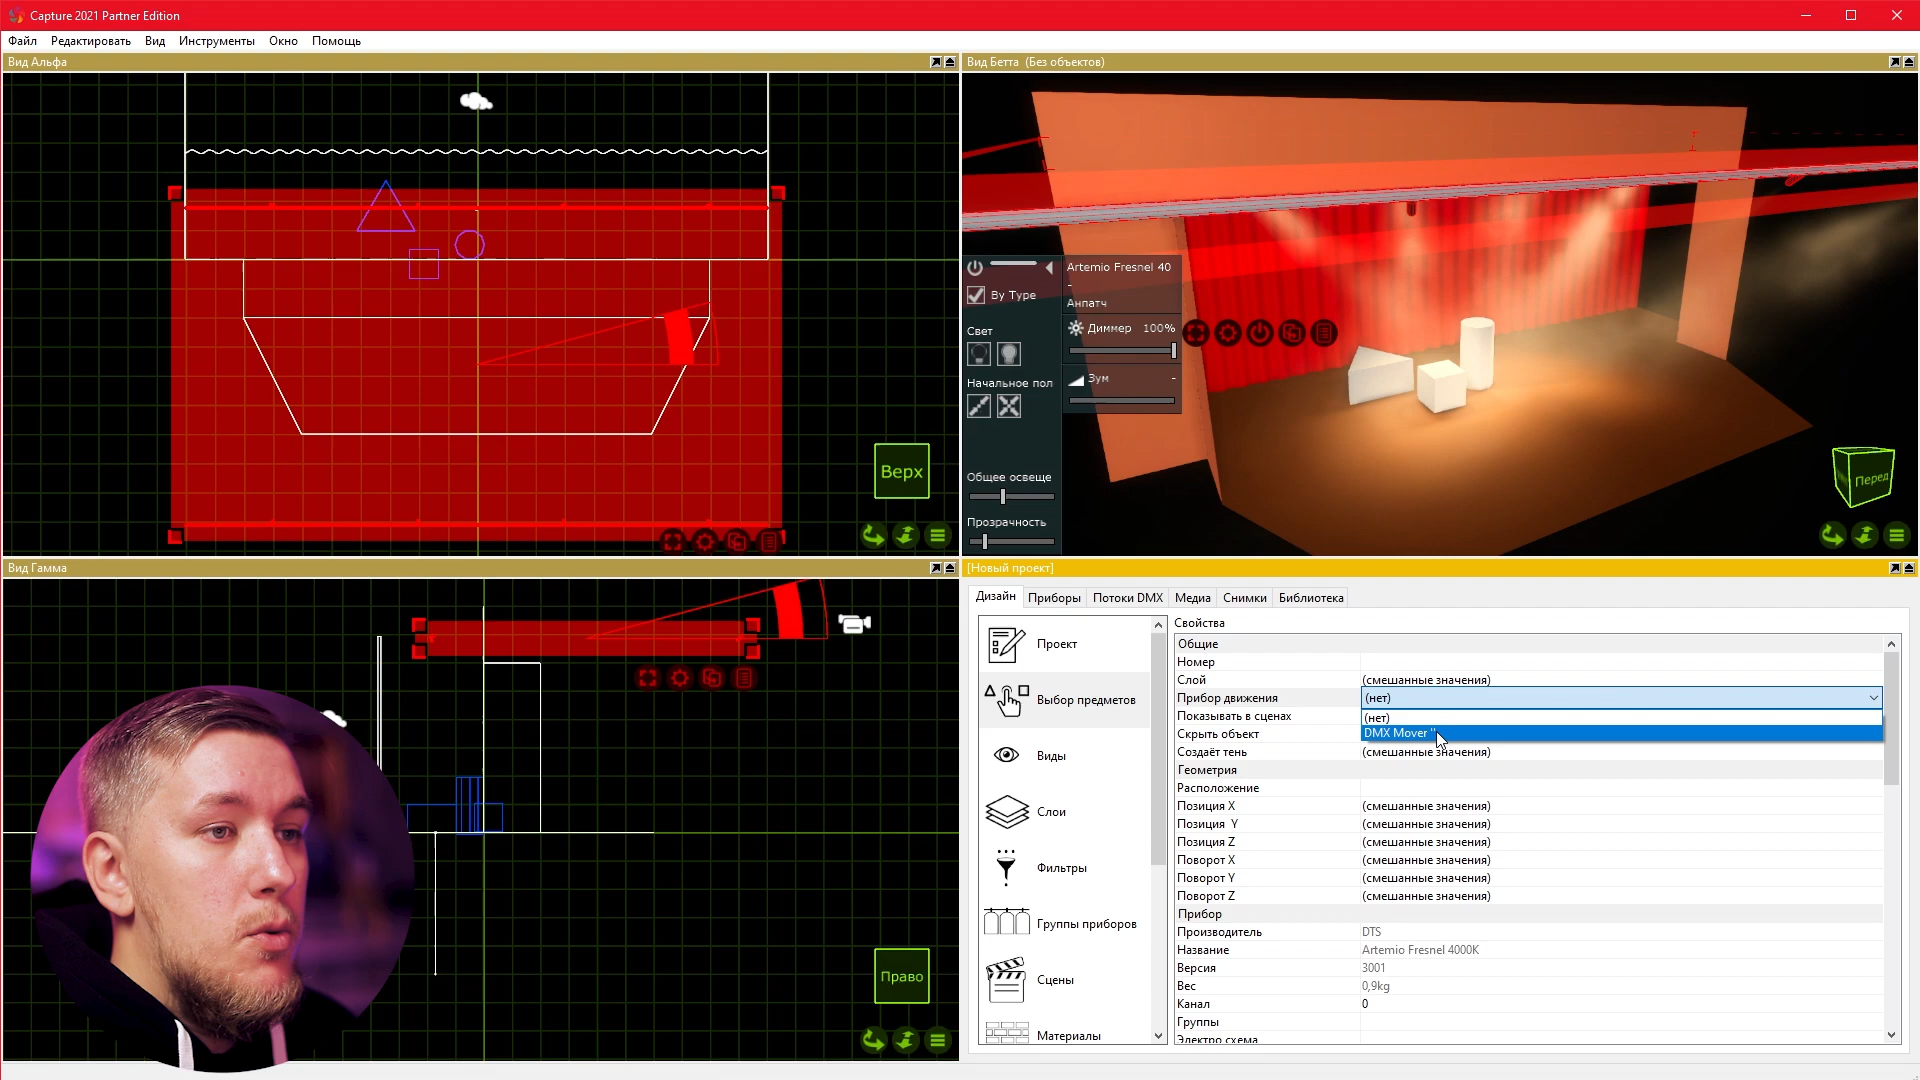 Capture 2021 Partner Edition
Файл Редактировать Вид Инструменты Окно Помощь
Вид Альфа
Верх
Вид Бетта (Без объектов)
Artemio Fresnel 40
-
By Type
Анпатч
Свет
Диммер 100%
Зум -
Начальное пол
Общее освеще
Прозрачность
Перед
Вид Гамма
Право
[Новый проект]
Дизайн Приборы Потоки DMX Медиа Снимки Библиотека
Проект
Выбор предметов
Виды
Слои
Фильтры
Группы приборов
Сцены
Материалы
Свойства
Общие
Номер
Слой (смешанные значения)
Прибор движения (нет)
(нет)
Показывать в сценах
DMX Mover ''
Скрыть объект
Создаёт тень (смешанные значения)
Геометрия
Расположение
Позиция X (смешанные значения)
Позиция Y (смешанные значения)
Позиция Z (смешанные значения)
Поворот X (смешанные значения)
Поворот Y (смешанные значения)
Поворот Z (смешанные значения)
Прибор
Производитель DTS
Название Artemio Fresnel 4000K
Версия 3001
Вес 0,9kg
Канал 0
Группы
Электро схема